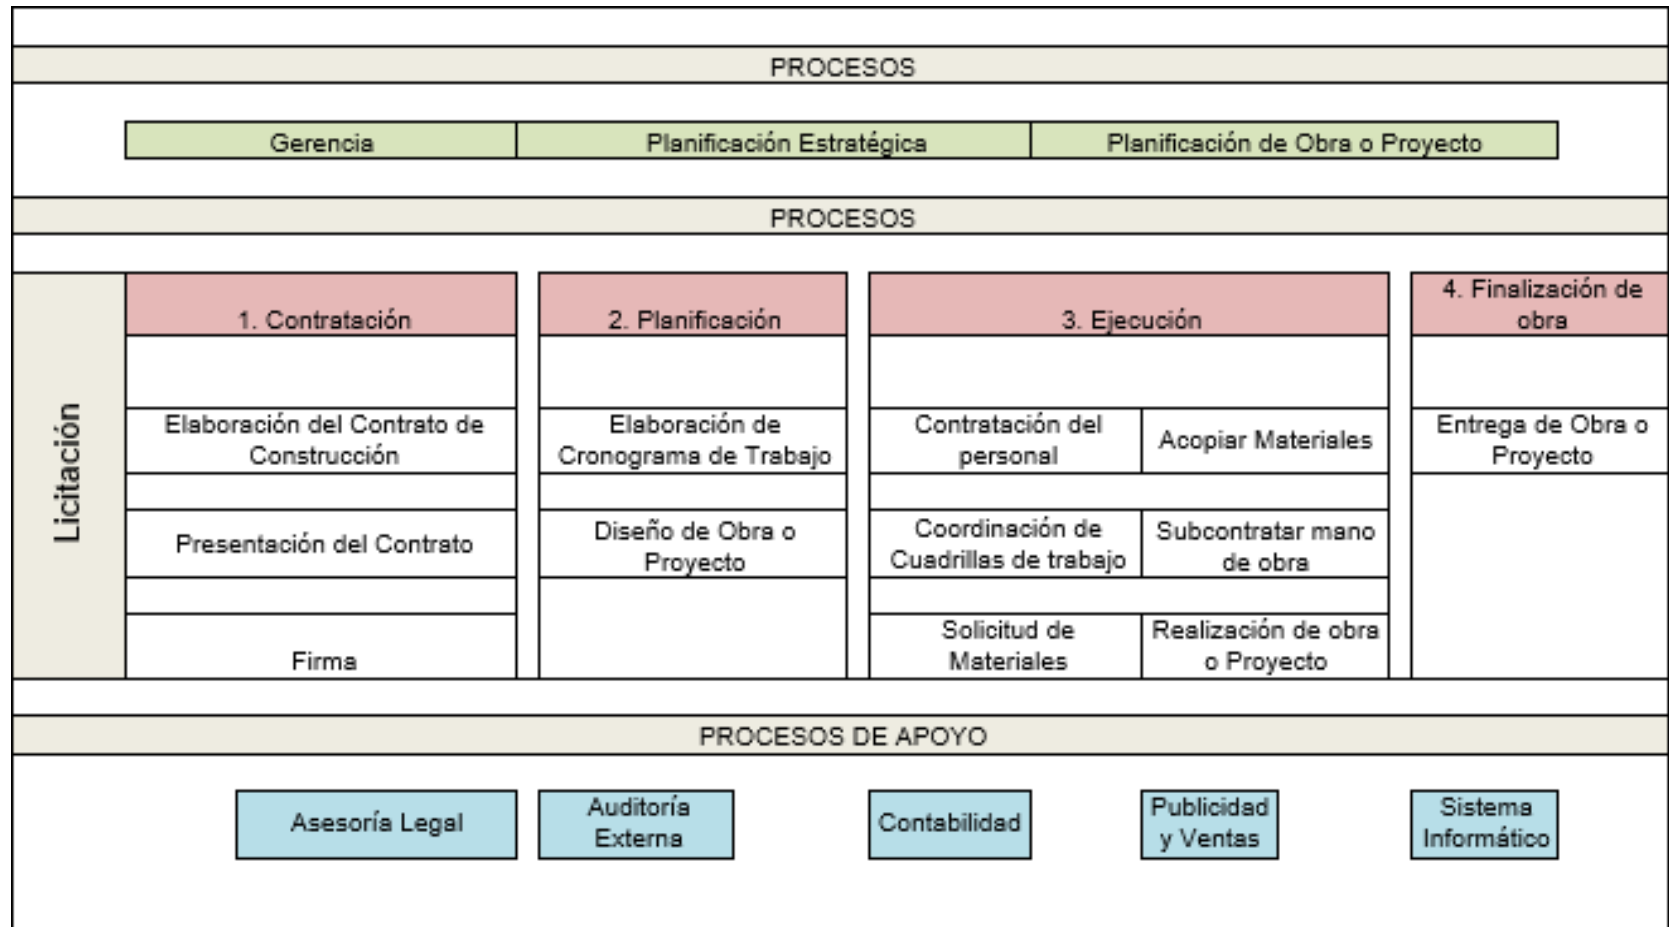 PROCESOS
Gerencia
Planificación Estratégica
Planificación de Obra o Proyecto
PROCESOS
Licitación
1. Contratación
Elaboración del Contrato de
Construcción
Presentación del Contrato
Firma
2. Planificación
Elaboración de
Cronograma de Trabajo
Diseño de Obra o
Proyecto
3. Ejecución
Contratación del
personal
Acopiar Materiales
Coordinación de
Cuadrillas de trabajo
Subcontratar mano
de obra
Solicitud de
Materiales
Realización de obra
o Proyecto
4. Finalización de
obra
Entrega de Obra o
Proyecto
PROCESOS DE APOYO
Asesoría Legal
Auditoría
Externa
Contabilidad
Publicidad
y Ventas
Sistema
Informático